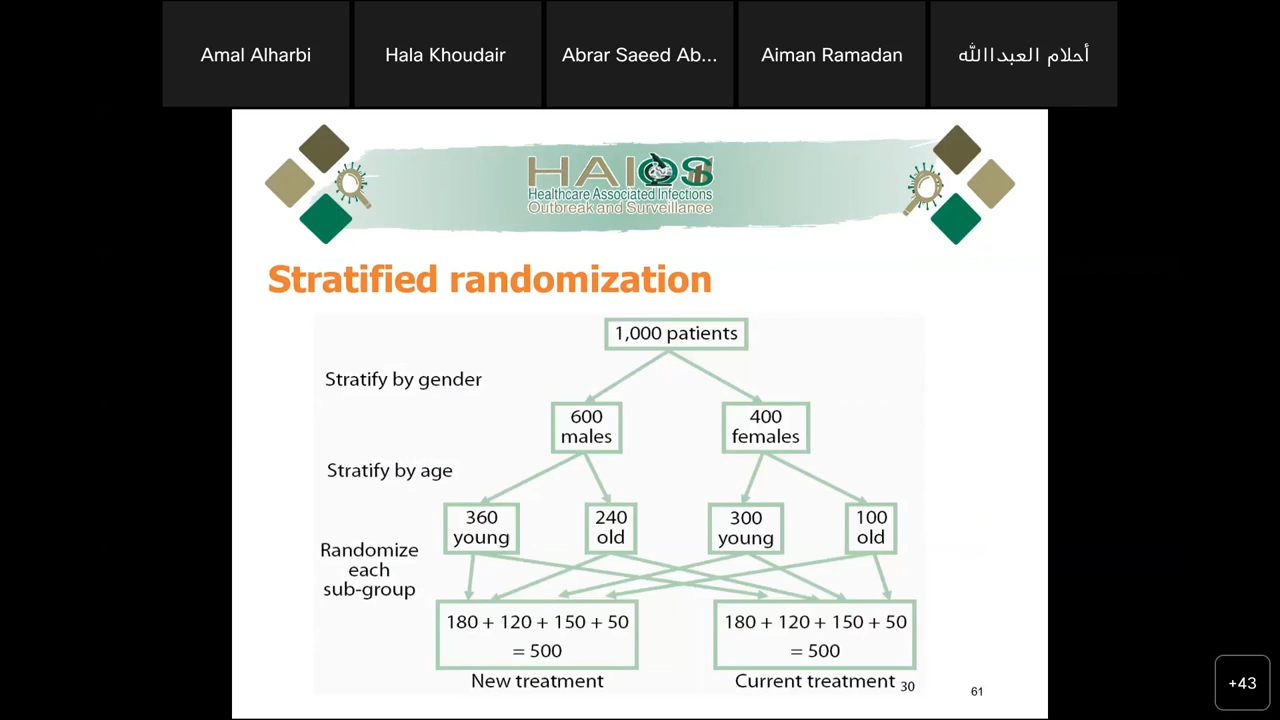 Amal Alharbi
Hala Khoudair
Abrar Saeed Ab...
Aiman Ramadan
أحلام العبداالله
HAIOS
Healthcare Associated Infections
Outbreak and Surveillance
Stratified randomization
1,000 patients
Stratify by gender
600
males
400
females
Stratify by age
360
young
240
old
300
young
100
old
Randomize
each
sub-group
180 + 120 + 150 + 50
= 500
180 + 120 + 150 + 50
= 500
New treatment
Current treatment
30
61
+43